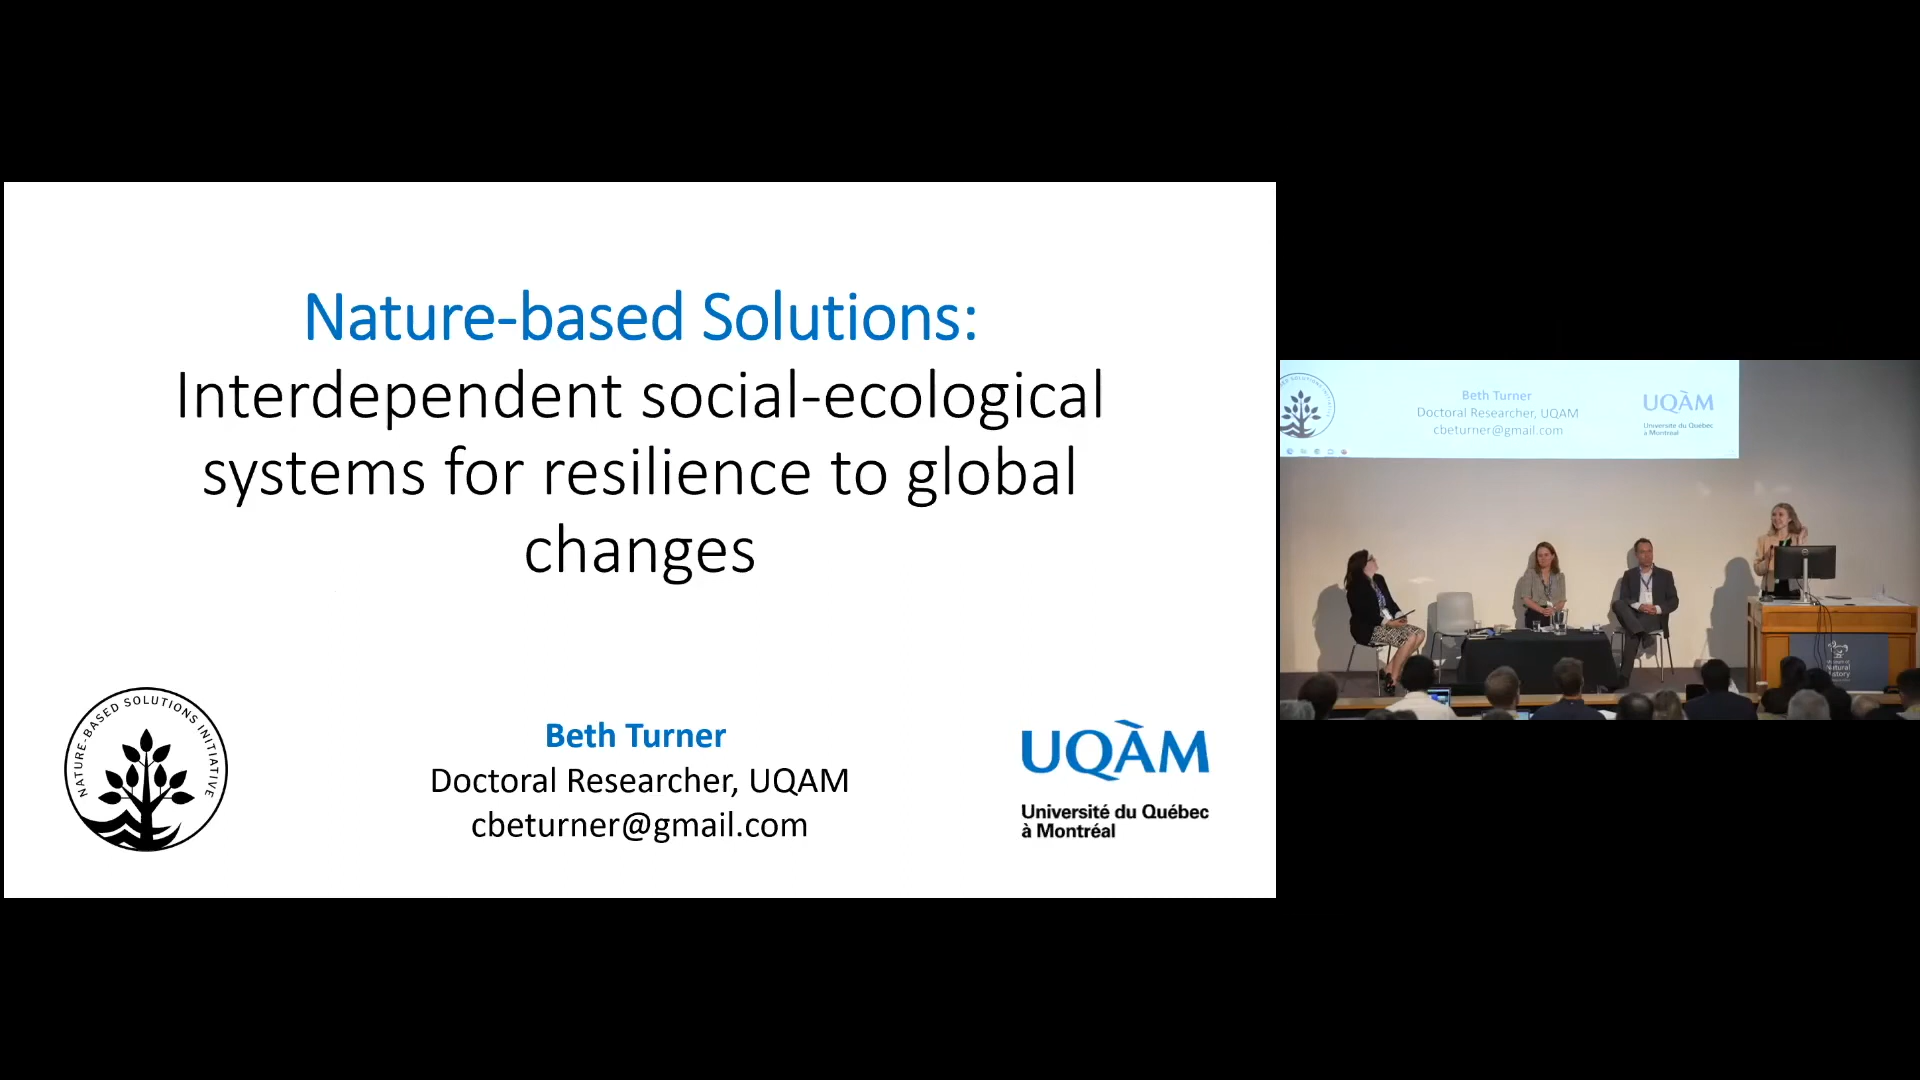 Nature-based Solutions:
Interdependent social-ecological
systems for resilience to global
changes
NATURE-BASED SOLUTIONS INITIATIVE
Beth Turner
Doctoral Researcher, UQAM
cbeturner@gmail.com
UQÀM
Université du Québec
à Montréal
Beth Turner
Doctoral Researcher, UQAM
cbeturner@gmail.com
UQÀM
Université du Québec
à Montréal